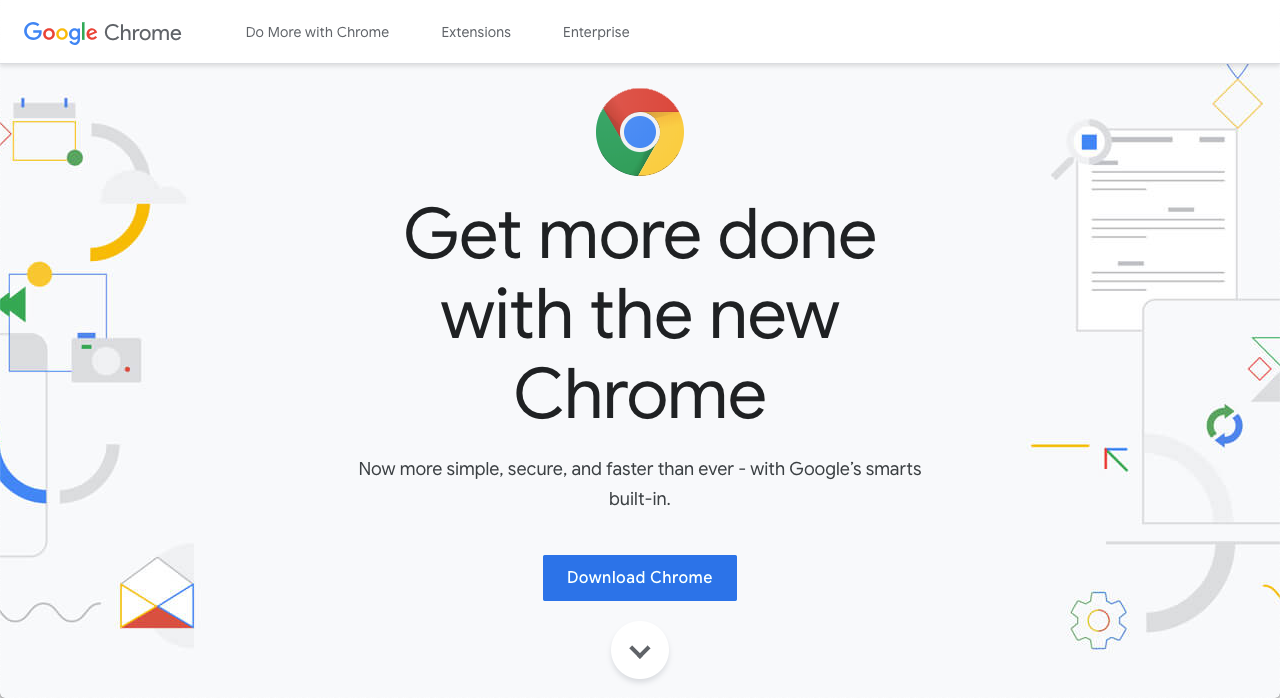 Google Chrome
Do More with Chrome
Extensions
Enterprise
Get more done
with the new
Chrome
Now more simple, secure, and faster than ever - with Google’s smarts
built-in.
Download Chrome